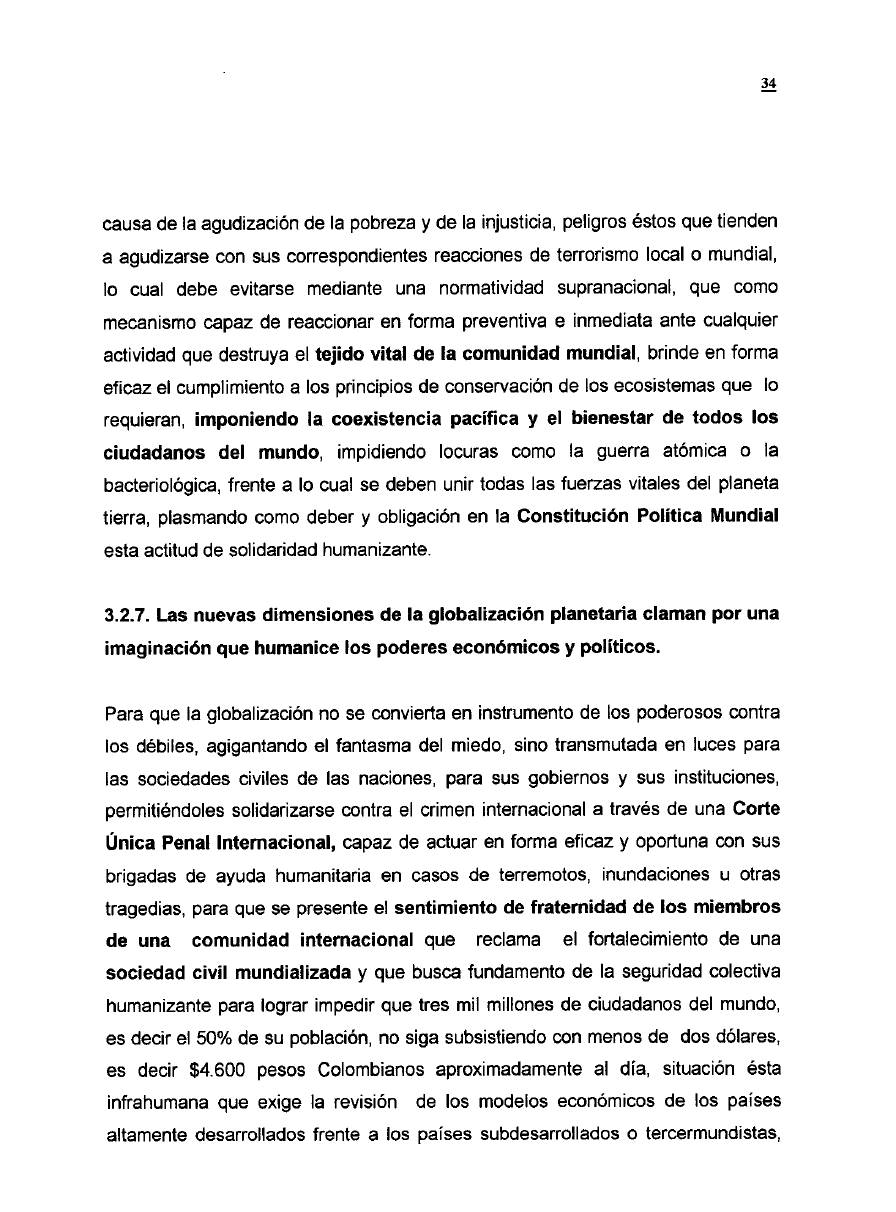 34
causa de la agudización de la pobreza y de la injusticia, peligros éstos que tienden
a agudizarse con sus correspondientes reacciones de terrorismo local o mundial,
lo cual debe evitarse mediante una normatividad supranacional, que como
mecanismo capaz de reaccionar en forma preventiva e inmediata ante cualquier
actividad que destruya el tejido vital de la comunidad mundial, brinde en forma
eficaz el cumplimiento a los principios de conservación de los ecosistemas que lo
requieran, imponiendo la coexistencia pacífica y el bienestar de todos los
ciudadanos del mundo, impidiendo locuras como la guerra atómica o la
bacteriológica, frente a lo cual se deben unir todas las fuerzas vitales del planeta
tierra, plasmando como deber y obligación en la Constitución Política Mundial
esta actitud de solidaridad humanizante.
3.2.7. Las nuevas dimensiones de la globalización planetaria claman por una
imaginación que humanice los poderes económicos y políticos.
Para que la globalización no se convierta en instrumento de los poderosos contra
los débiles, agigantando el fantasma del miedo, sino transmutada en luces para
las sociedades civiles de las naciones, para sus gobiernos y sus instituciones,
permitiéndoles solidarizarse contra el crimen internacional a través de una Corte
Única Penal Internacional, capaz de actuar en forma eficaz y oportuna con sus
brigadas de ayuda humanitaria en casos de terremotos, inundaciones u otras
tragedias, para que se presente el sentimiento de fraternidad de los miembros
de una comunidad internacional que reclama el fortalecimiento de una
sociedad civil mundializada y que busca fundamento de la seguridad colectiva
humanizante para lograr impedir que tres mil millones de ciudadanos del mundo,
es decir el 50% de su población, no siga subsistiendo con menos de dos dólares,
es decir $4.600 pesos Colombianos aproximadamente al día, situación ésta
infrahumana que exige la revisión de los modelos económicos de los países
altamente desarrollados frente a los países subdesarrollados o tercermundistas,